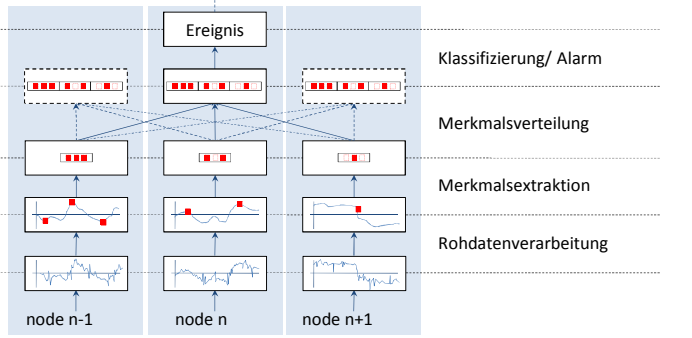 Ereignis
Klassifizierung/ Alarm
Merkmalsverteilung
Merkmalsextraktion
Rohdatenverarbeitung
node n-1
node n
node n+1